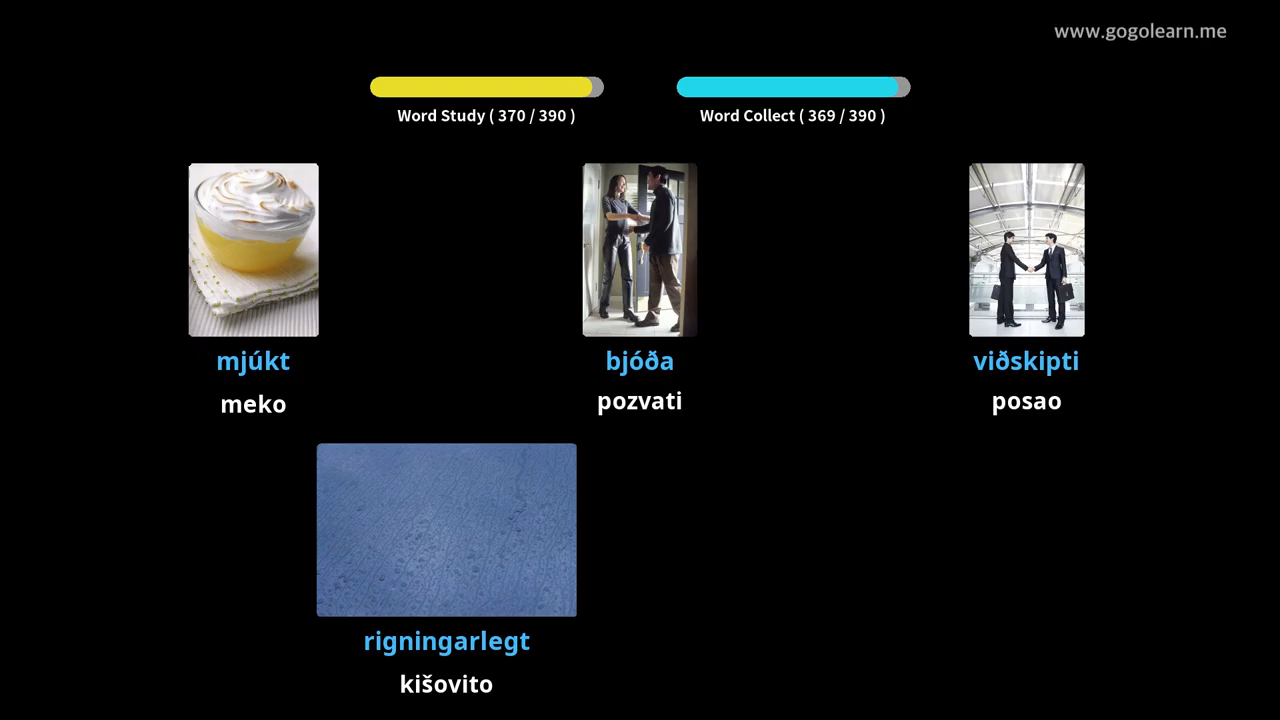 www.gogolearn.me
Word Study ( 370 / 390 )
Word Collect ( 369 / 390 )
mjúkt
meko
bjóða
pozvati
viðskipti
posao
rigningarlegt
kišovito